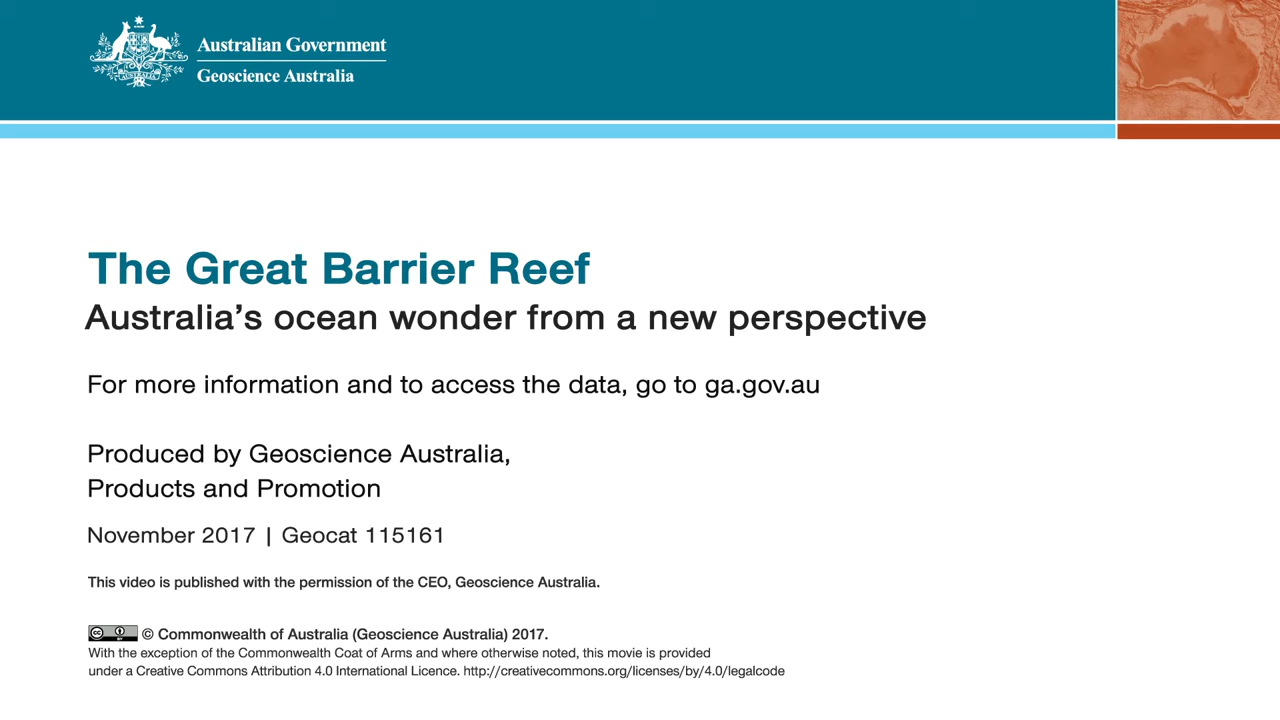 Australian Government
Geoscience Australia
The Great Barrier Reef
Australia's ocean wonder from a new perspective
For more information and to access the data, go to ga.gov.au
Produced by Geoscience Australia,
Products and Promotion
November 2017 | Geocat 115161
This video is published with the permission of the CEO, Geoscience Australia.
cc BY © Commonwealth of Australia (Geoscience Australia) 2017.
With the exception of the Commonwealth Coat of Arms and where otherwise noted, this movie is provided
under a Creative Commons Attribution 4.0 International Licence. http://creativecommons.org/licenses/by/4.0/legalcode